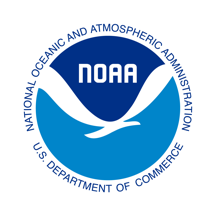 NATIONAL OCEANIC AND ATMOSPHERIC ADMINISTRATION
NOAA
U.S. DEPARTMENT OF COMMERCE